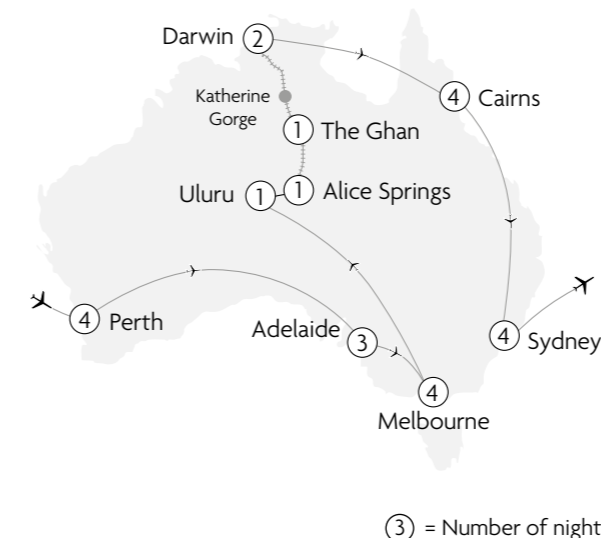 Darwin 2
4 Cairns
Katherine
Gorge
1 The Ghan
Uluru 1
1 Alice Springs
4 Perth
Adelaide 3
4 Sydney
4
Melbourne
3 = Number of night